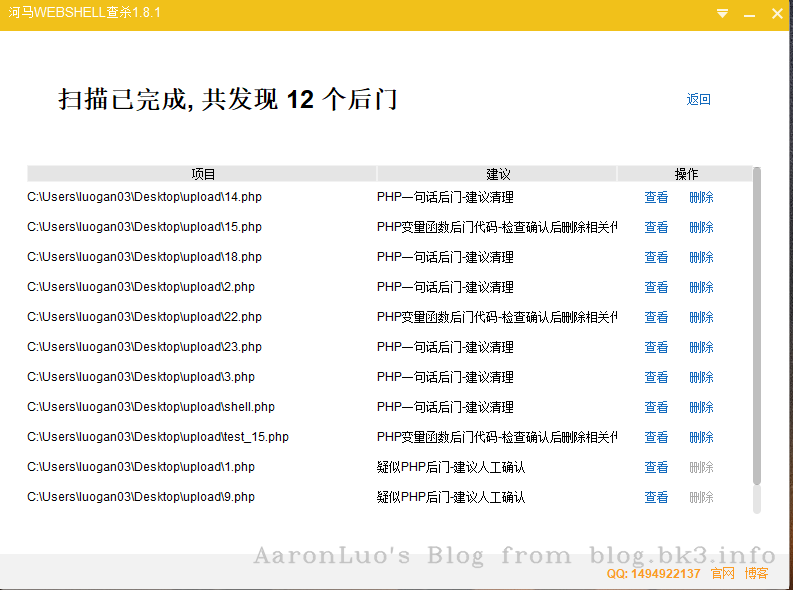 河马WEBSHELL查杀1.8.1
扫描已完成, 共发现 12 个后门
返回
项目 建议 操作
C:\Users\luogan03\Desktop\upload\14.php PHP一句话后门-建议清理 查看 删除
C:\Users\luogan03\Desktop\upload\15.php PHP变量函数后门代码-检查确认后删除相关 查看 删除
C:\Users\luogan03\Desktop\upload\18.php PHP一句话后门-建议清理 查看 删除
C:\Users\luogan03\Desktop\upload\2.php PHP一句话后门-建议清理 查看 删除
C:\Users\luogan03\Desktop\upload\22.php PHP变量函数后门代码-检查确认后删除相关 查看 删除
C:\Users\luogan03\Desktop\upload\23.php PHP一句话后门-建议清理 查看 删除
C:\Users\luogan03\Desktop\upload\3.php PHP一句话后门-建议清理 查看 删除
C:\Users\luogan03\Desktop\upload\shell.php PHP一句话后门-建议清理 查看 删除
C:\Users\luogan03\Desktop\upload\test_15.php PHP变量函数后门代码-检查确认后删除相关 查看 删除
C:\Users\luogan03\Desktop\upload\1.php 疑似PHP后门-建议人工确认 查看 删除
C:\Users\luogan03\Desktop\upload\9.php 疑似PHP后门-建议人工确认 查看 删除
AaronLuo's Blog from blog.bk3.info
QQ: 1494922137 官网 博客